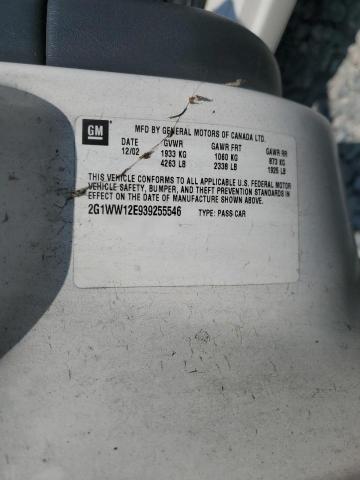 GM
MFD BY GENERAL MOTORS OF CANADA LTD.
DATE GVWR GAWR FRT GAWR RR
12/02 1933 KG 1060 KG 873 KG
4263 LB 2338 LB 1925 LB
THIS VEHICLE CONFORMS TO ALL APPLICABLE U.S. FEDERAL MOTOR
VEHICLE SAFETY, BUMPER, AND THEFT PREVENTION STANDARDS IN
EFFECT ON THE DATE OF MANUFACTURE SHOWN ABOVE.
2G1WW12E939255546 TYPE: PASS CAR